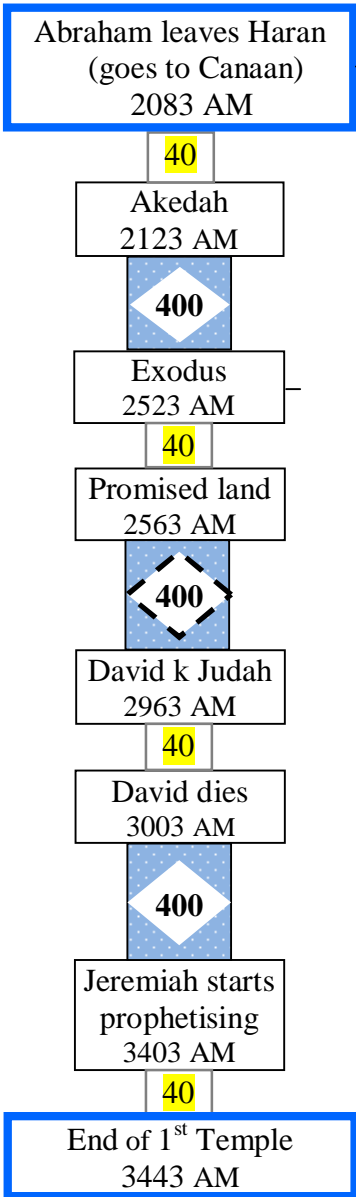 Abraham leaves Haran
(goes to Canaan)
2083 AM
40
Akedah
2123 AM
400
Exodus
2523 AM
40
Promised land
2563 AM
400
David k Judah
2963 AM
40
David dies
3003 AM
400
Jeremiah starts
prophetising
3403 AM
40
End of 1st Temple
3443 AM